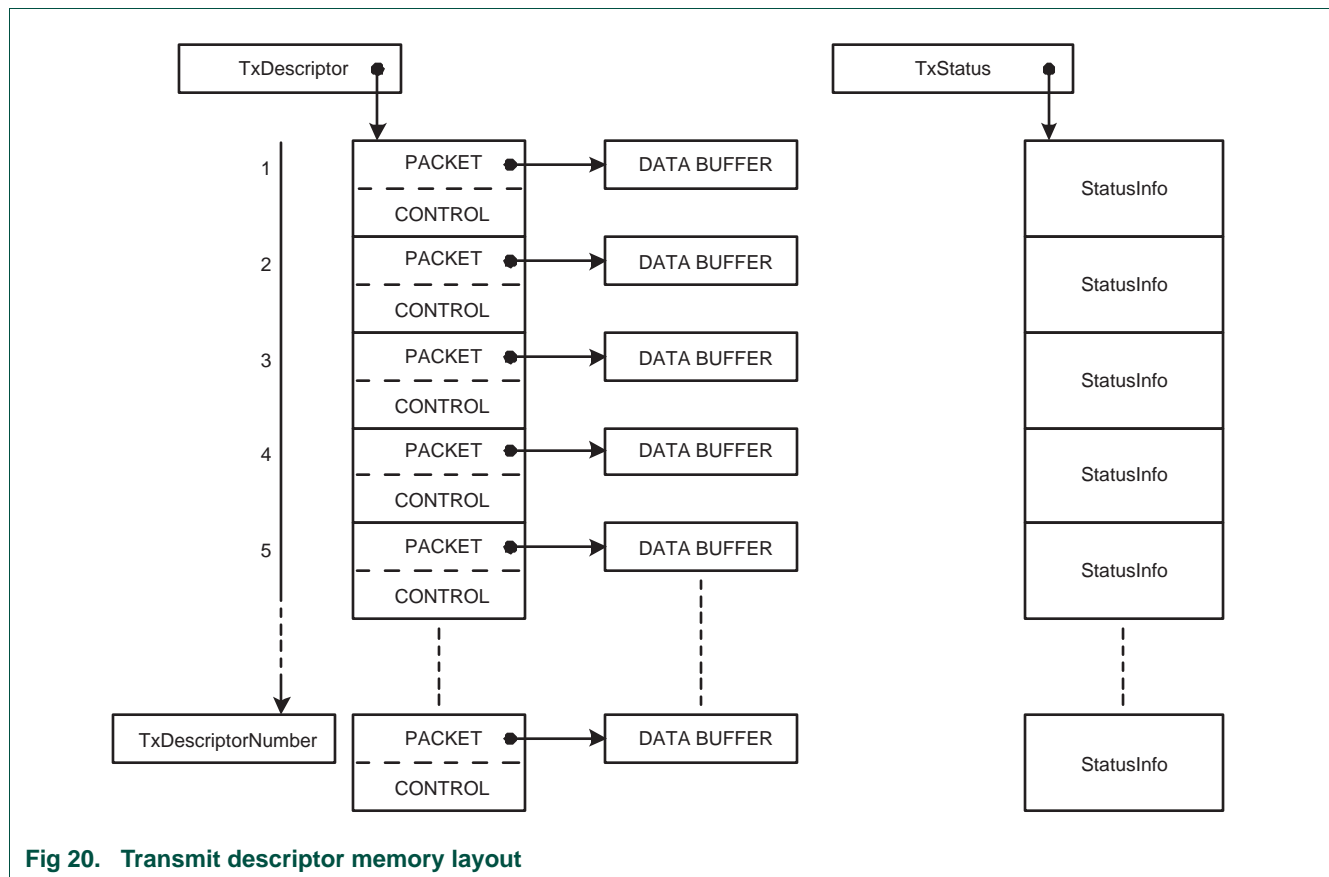 TxDescriptor
TxStatus
1
PACKET
DATA BUFFER
CONTROL
StatusInfo
2
PACKET
DATA BUFFER
CONTROL
StatusInfo
3
PACKET
DATA BUFFER
CONTROL
StatusInfo
4
PACKET
DATA BUFFER
CONTROL
StatusInfo
5
PACKET
DATA BUFFER
CONTROL
StatusInfo
TxDescriptorNumber
PACKET
DATA BUFFER
CONTROL
StatusInfo
Fig 20. Transmit descriptor memory layout